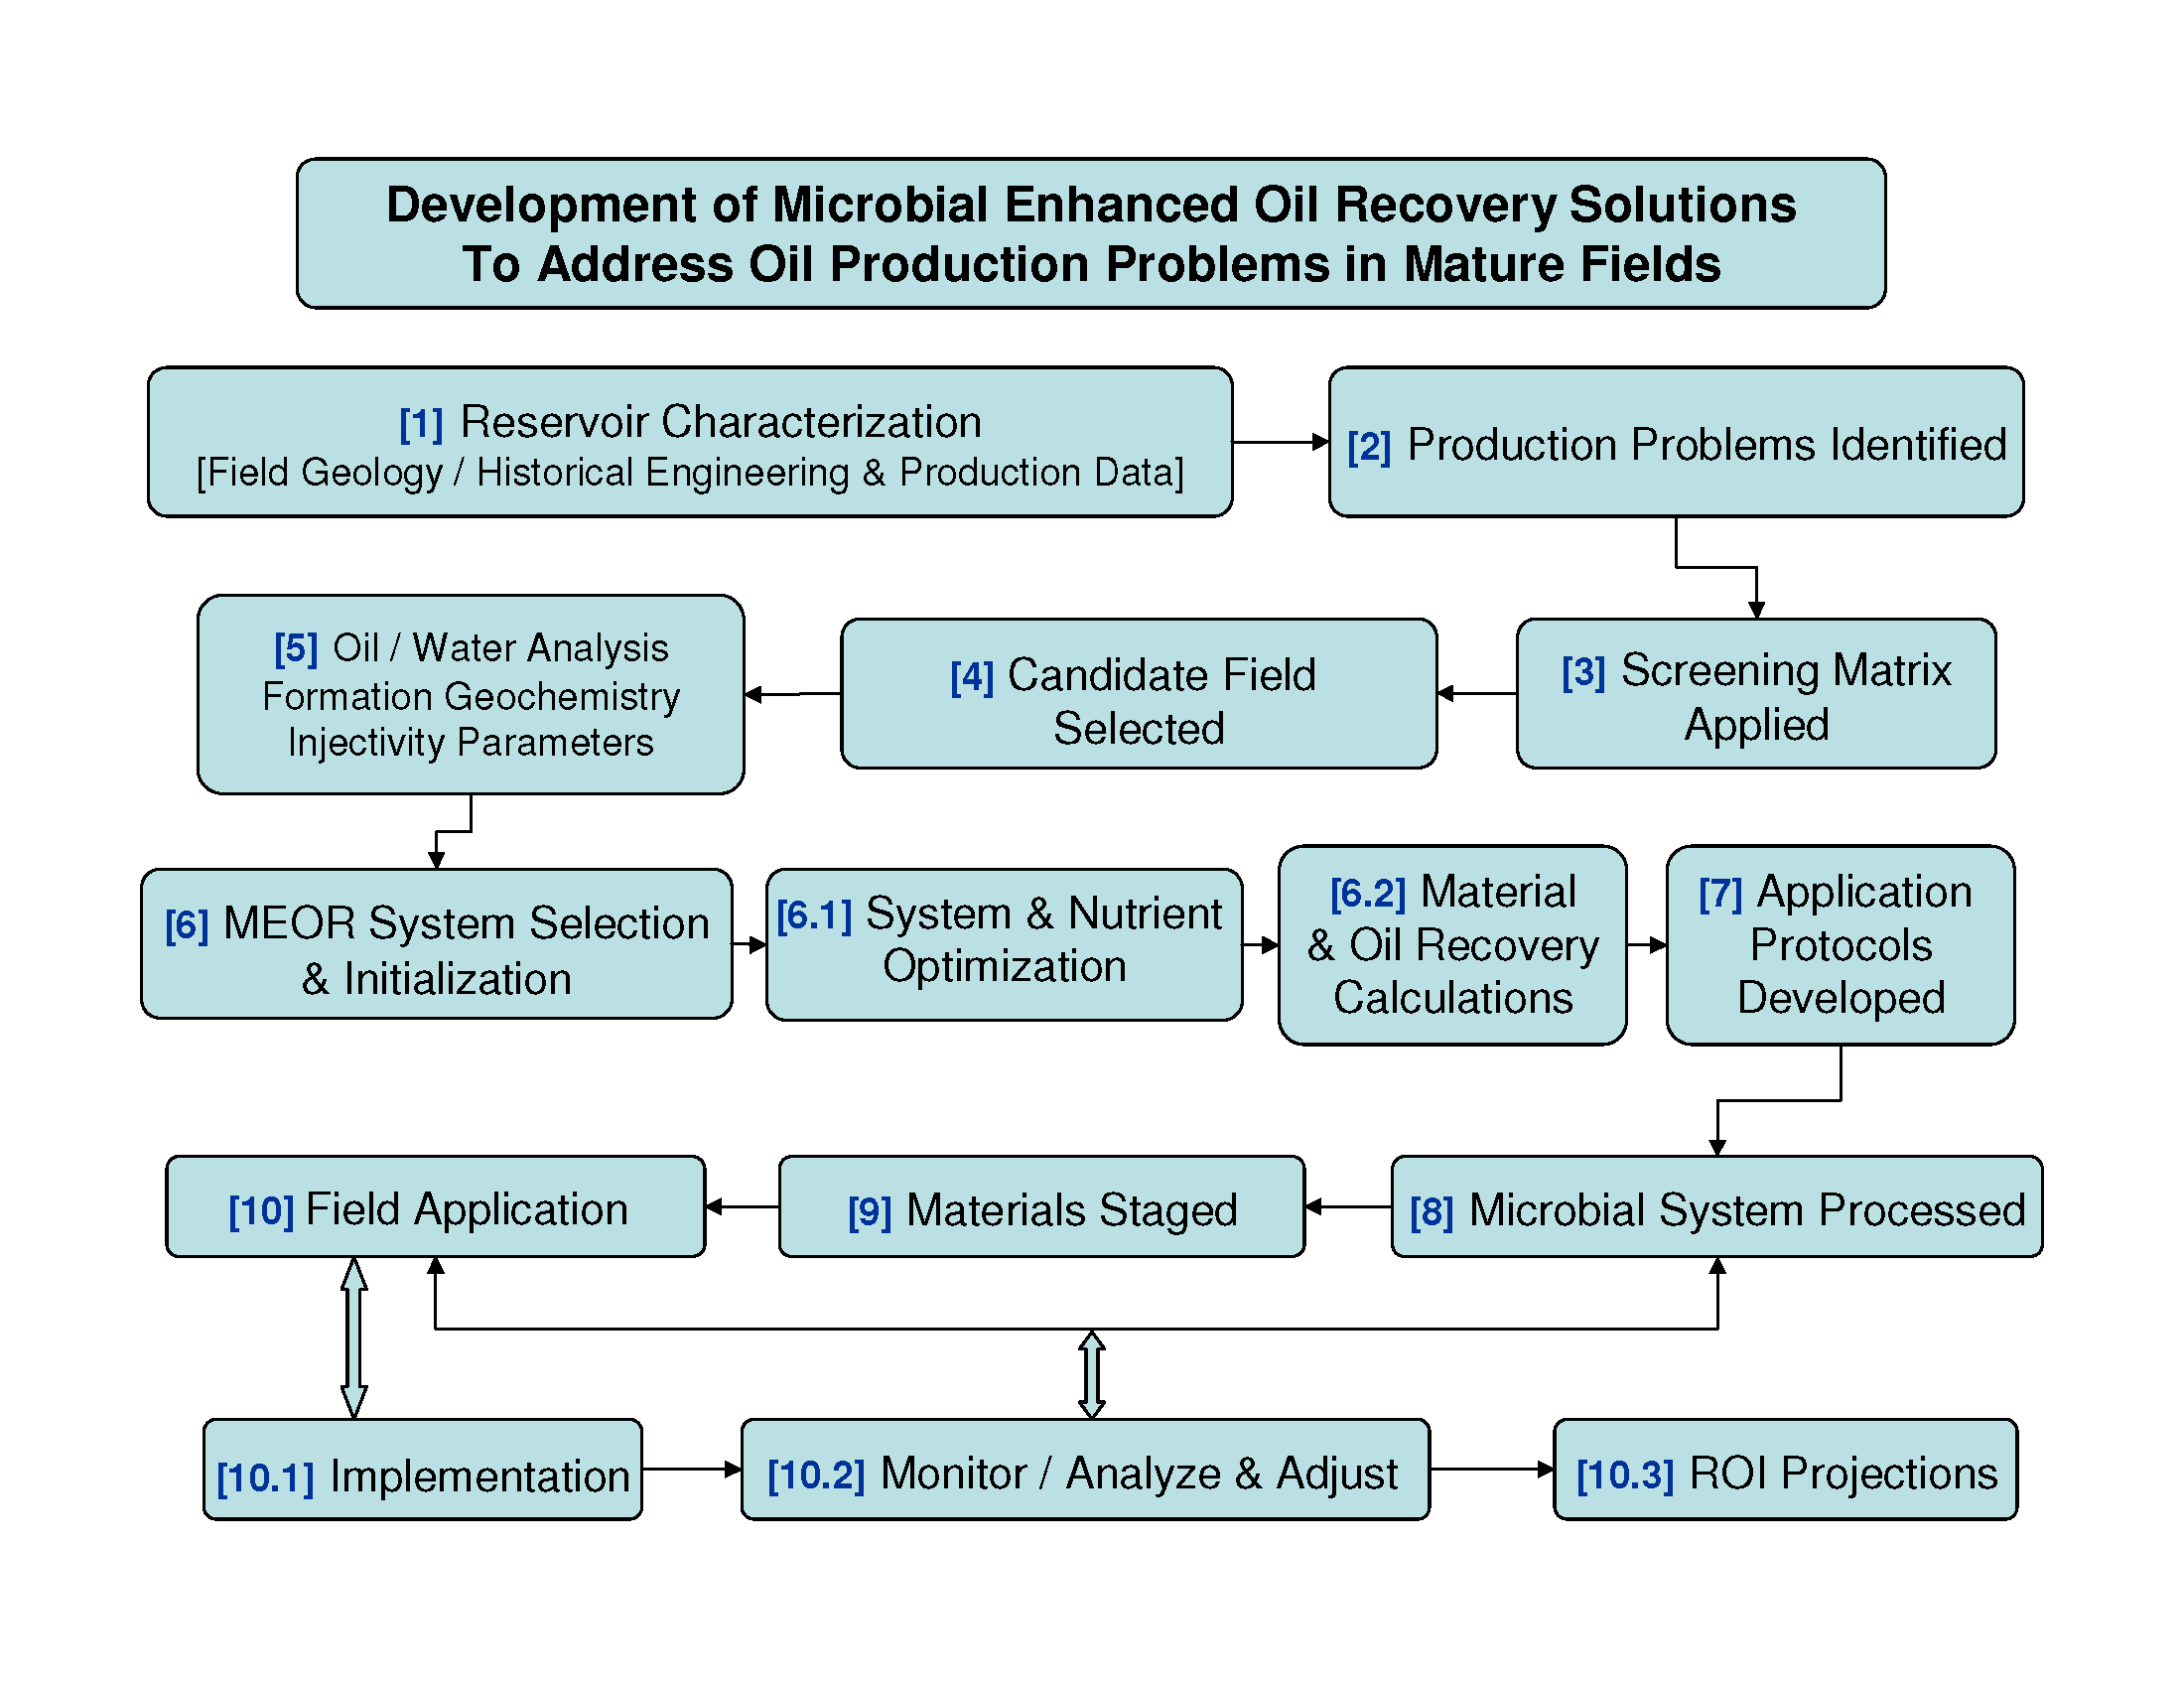 Development of Microbial Enhanced Oil Recovery Solutions
To Address Oil Production Problems in Mature Fields
[1] Reservoir Characterization
[Field Geology / Historical Engineering & Production Data]
[2] Production Problems Identified
[3] Screening Matrix
Applied
[4] Candidate Field
Selected
[5] Oil / Water Analysis
Formation Geochemistry
Injectivity Parameters
[6] MEOR System Selection
& Initialization
[6.1] System & Nutrient
Optimization
[6.2] Material
& Oil Recovery
Calculations
[7] Application
Protocols
Developed
[8] Microbial System Processed
[9] Materials Staged
[10] Field Application
[10.1] Implementation
[10.2] Monitor / Analyze & Adjust
[10.3] ROI Projections